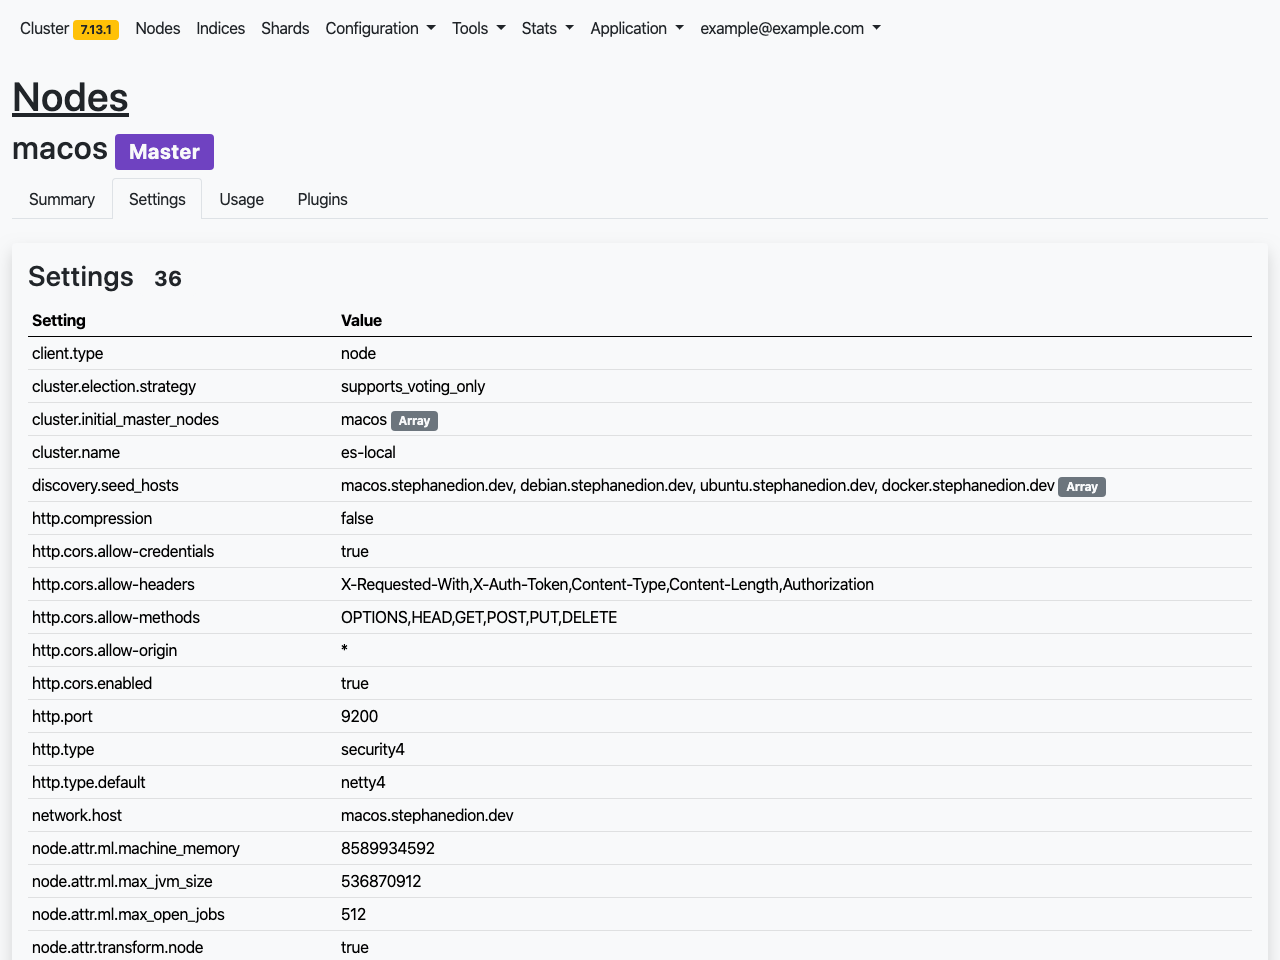 Cluster 7.13.1 Nodes Indices Shards Configuration Tools Stats Application example@example.com
Nodes
macos Master
Summary Settings Usage Plugins
Settings 36
Setting Value
client.type node
cluster.election.strategy supports_voting_only
cluster.initial_master_nodes macos Array
cluster.name es-local
discovery.seed_hosts macos.stephanedion.dev, debian.stephanedion.dev, ubuntu.stephanedion.dev, docker.stephanedion.dev Array
http.compression false
http.cors.allow-credentials true
http.cors.allow-headers X-Requested-With,X-Auth-Token,Content-Type,Content-Length,Authorization
http.cors.allow-methods OPTIONS,HEAD,GET,POST,PUT,DELETE
http.cors.allow-origin *
http.cors.enabled true
http.port 9200
http.type security4
http.type.default netty4
network.host macos.stephanedion.dev
node.attr.ml.machine_memory 8589934592
node.attr.ml.max_jvm_size 536870912
node.attr.ml.max_open_jobs 512
node.attr.transform.node true